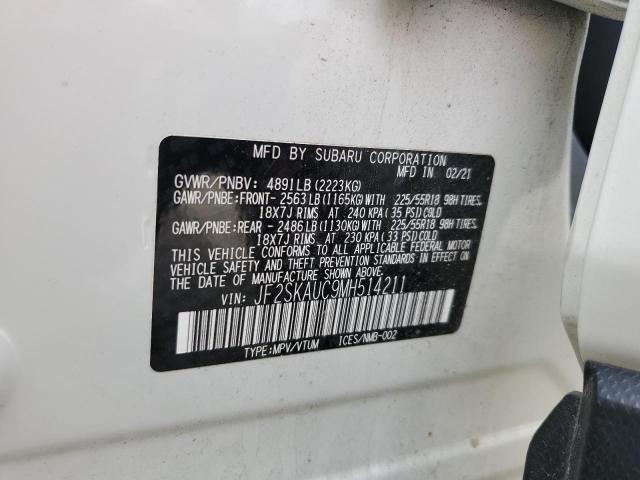 MFD BY SUBARU CORPORATION
MFD IN 02/21
GVWR/PNBV: 4891LB (2223KG)
GAWR/PNBE:FRONT- 2563LB(1165KG)WITH 225/55R18 98H TIRES,
18X7J RIMS AT 240 KPA (35 PSI)COLD
GAWR/PNBE:REAR - 2486LB(1130KG)WITH 225/55R18 98H TIRES,
18X7J RIMS AT 230 KPA (33 PSI)COLD
THIS VEHICLE CONFORMS TO ALL APPLICABLE FEDERAL MOTOR
VEHICLE SAFETY AND THEFT PREVENTION STANDARDS IN EFFECT ON
THE DATE OF MANUFACTURE SHOWN ABOVE.
VIN: JF2SKAUC9MH514211
TYPE:MPV/VTUM ICES/NMB-002